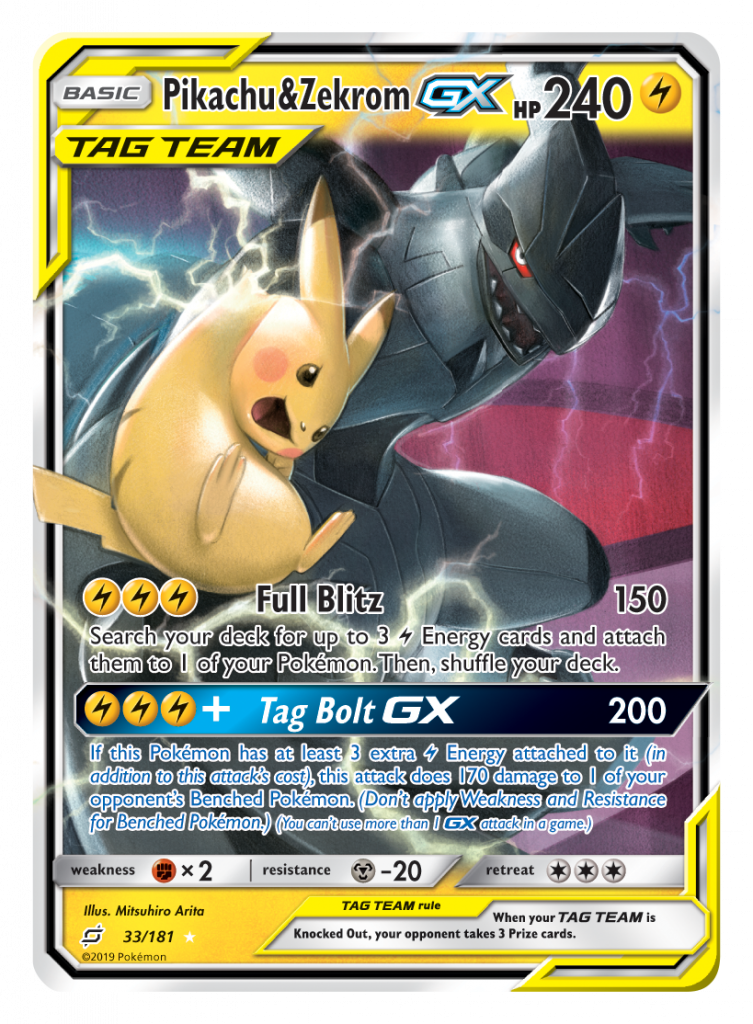 BASIC Pikachu&Zekrom GX HP 240
TAG TEAM
Full Blitz 150
Search your deck for up to 3 Energy cards and attach
them to 1 of your Pokémon. Then, shuffle your deck.
+ Tag Bolt GX 200
If this Pokémon has at least 3 extra Energy attached to it (in
addition to this attack's cost), this attack does 170 damage to 1 of your
opponent's Benched Pokémon. (Don't apply Weakness and Resistance
for Benched Pokémon.) (You can't use more than 1 GX attack in a game.)
weakness ×2 resistance -20 retreat
Illus. Mitsuhiro Arita
33/181
©2019 Pokémon
TAG TEAM rule
When your TAG TEAM is
Knocked Out, your opponent takes 3 Prize cards.